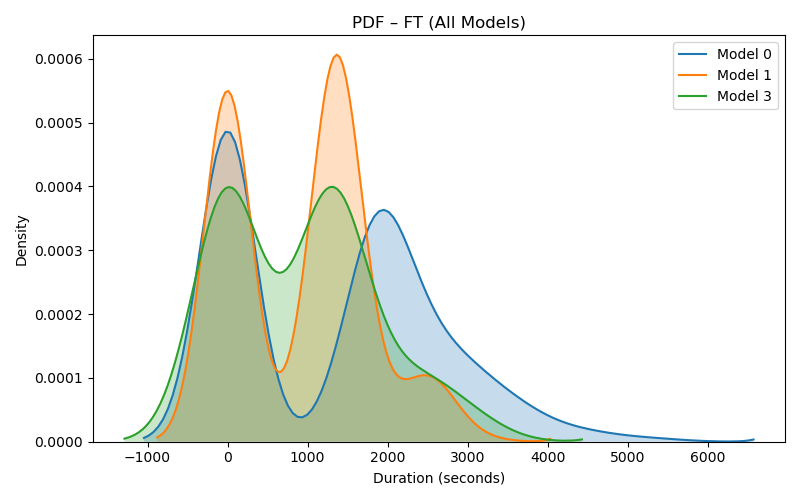 PDF – FT (All Models)
Model 0
Model 1
Model 3
Density
0.0006
0.0005
0.0004
0.0003
0.0002
0.0001
0.0000
−1000 0 1000 2000 3000 4000 5000 6000
Duration (seconds)